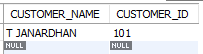 CUSTOMER_NAME CUSTOMER_ID
T JANARDHAN 101
NULL NULL